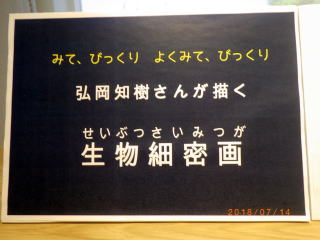 みて、びっくり よくみて、びっくり
弘岡知樹さんが描く
せいぶつさいみつが
生物細密画
2018/07/14